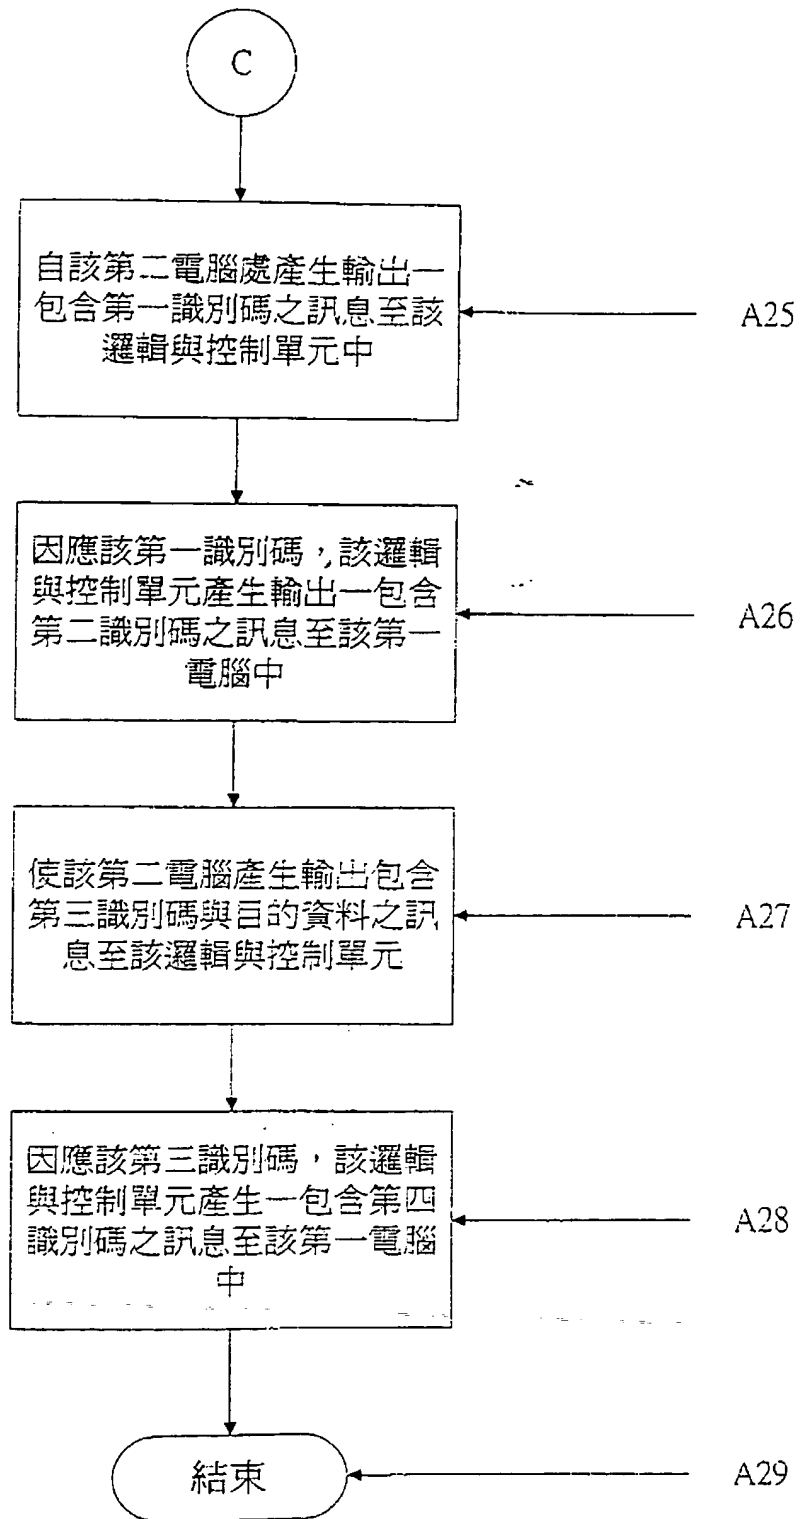 C
自該第二電腦處產生輸出一
包含第一識別碼之訊息至該
邏輯與控制單元中
A25
因應該第一識別碼，該邏輯
與控制單元產生輸出一包含
第二識別碼之訊息至該第一
電腦中
A26
使該第二電腦產生輸出包含
第三識別碼與目的資料之訊
息至該邏輯與控制單元
A27
因應該第三識別碼，該邏輯
與控制單元產生一包含第四
識別碼之訊息至該第一電腦
中
A28
結束
A29